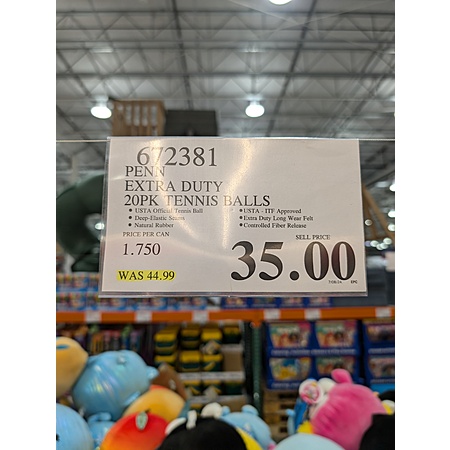 672381
PENN
EXTRA DUTY
20PK TENNIS BALLS
• USTA Official Tennis Ball
• Deep-Elastic Seams
• Natural Rubber
• USTA - ITF Approved
• Extra Duty Long Wear Felt
• Controlled Fiber Release
PRICE PER CAN
1.750
WAS 44.99
SELL PRICE
35.00